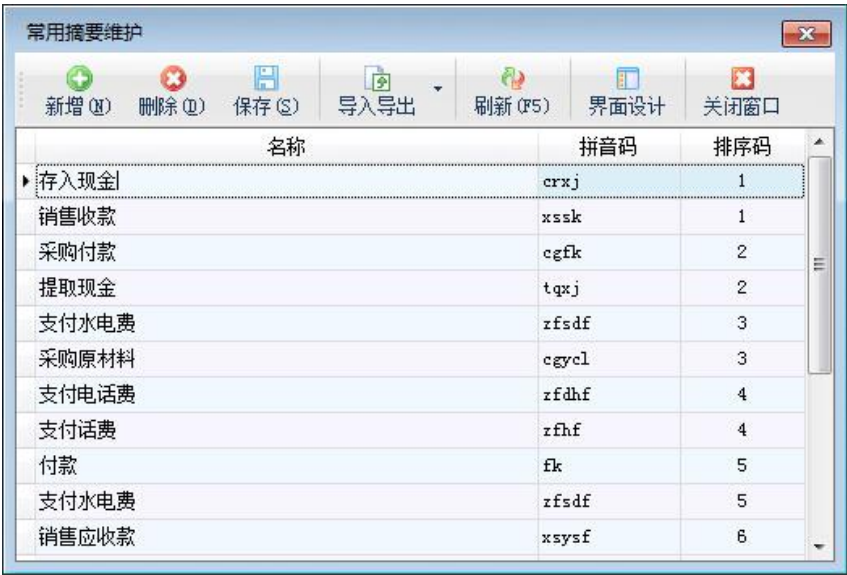 常用摘要维护
新增(N) 删除(D) 保存(S) 导入导出 刷新(F5) 界面设计 关闭窗口
名称 拼音码 排序码
存入现金 crxj 1
销售收款 xssk 1
采购付款 cgfk 2
提取现金 tqxj 2
支付水电费 zfsdf 3
采购原材料 cgycl 3
支付电话费 zfdhf 4
支付话费 zfhf 4
付款 fk 5
支付水电费 zfsdf 5
销售应收款 xsysf 6